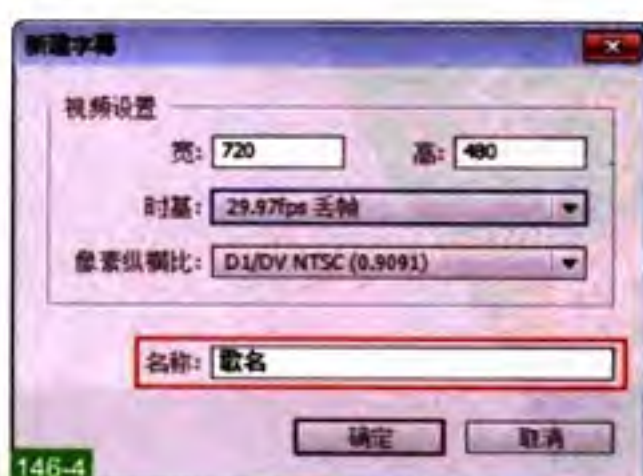 新建字幕
视频设置
宽: 720 高: 480
时基: 29.97fps 丢帧
像素纵横比: D1/DV NTSC (0.9091)
名称: 歌名
确定 取消
146-4